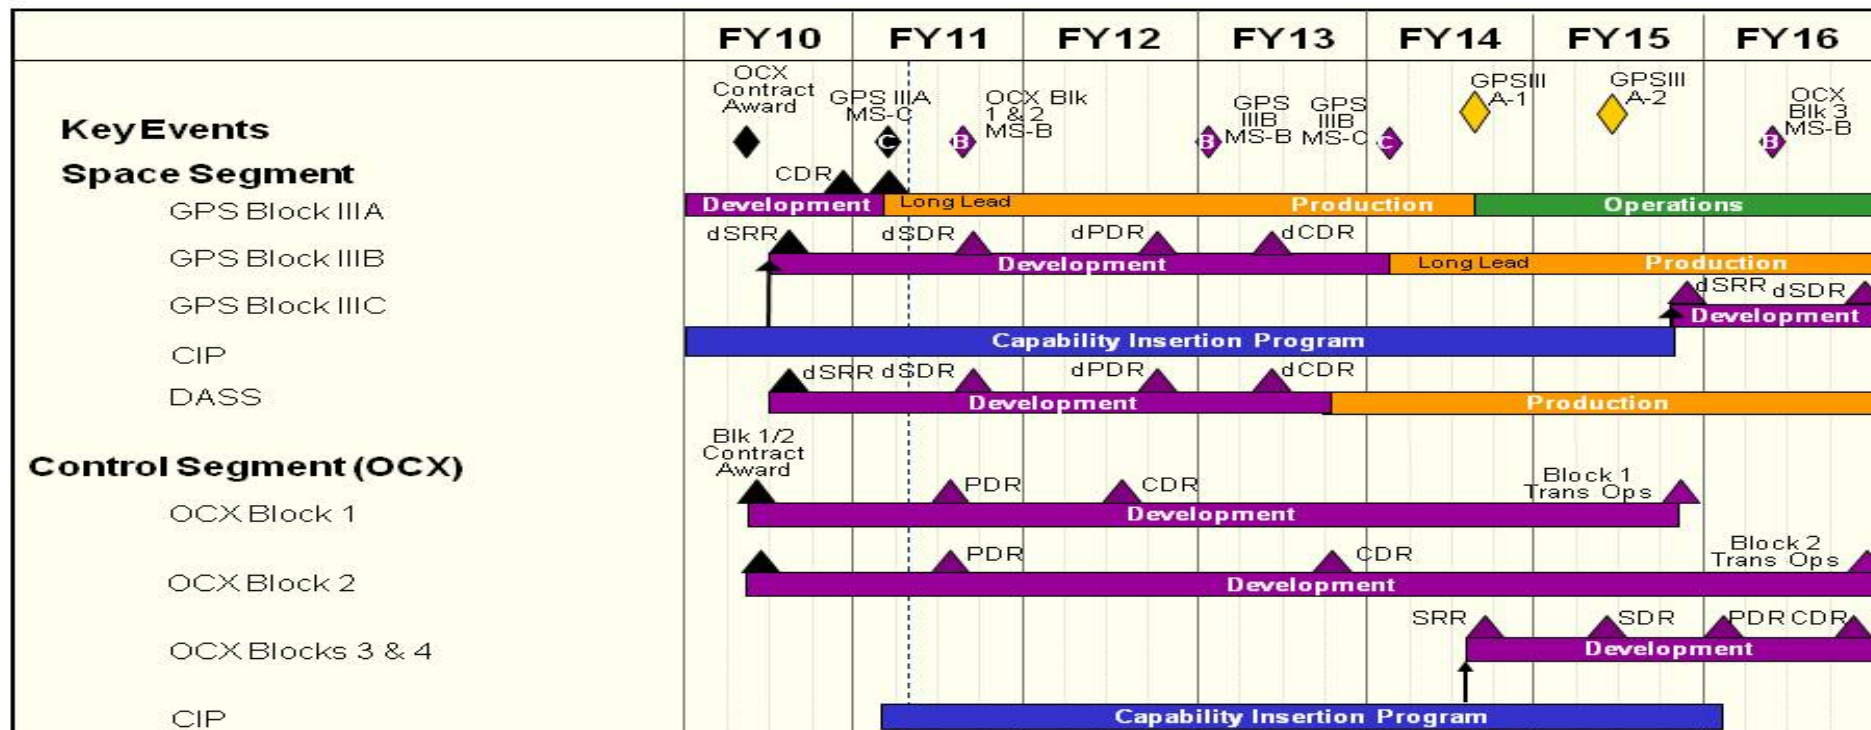 FY10 FY11 FY12 FY13 FY14 FY15 FY16
Key Events
OCX
Contract
Award
GPS IIIA
MS-C
C
OCX Blk
1 & 2
MS-B
B
GPS
IIIB
MS-B
B
GPS
IIIB
MS-C
C
GPSIII
A-1
GPSIII
A-2
OCX
Blk 3
MS-B
B
Space Segment
CDR
GPS Block IIIA
Development Long Lead Production Operations
dSRR dSDR dPDR dCDR
GPS Block IIIB
Development Long Lead Production
GPS Block IIIC
dSRR dSDR
Development
CIP
Capability Insertion Program
dSRR dSDR dPDR dCDR
DASS
Development Production
Control Segment (OCX)
Blk 1/2
Contract
Award
PDR CDR
Block 1
Trans Ops
OCX Block 1
Development
PDR CDR
Block 2
Trans Ops
OCX Block 2
Development
SRR SDR PDR CDR
OCX Blocks 3 & 4
Development
CIP
Capability Insertion Program